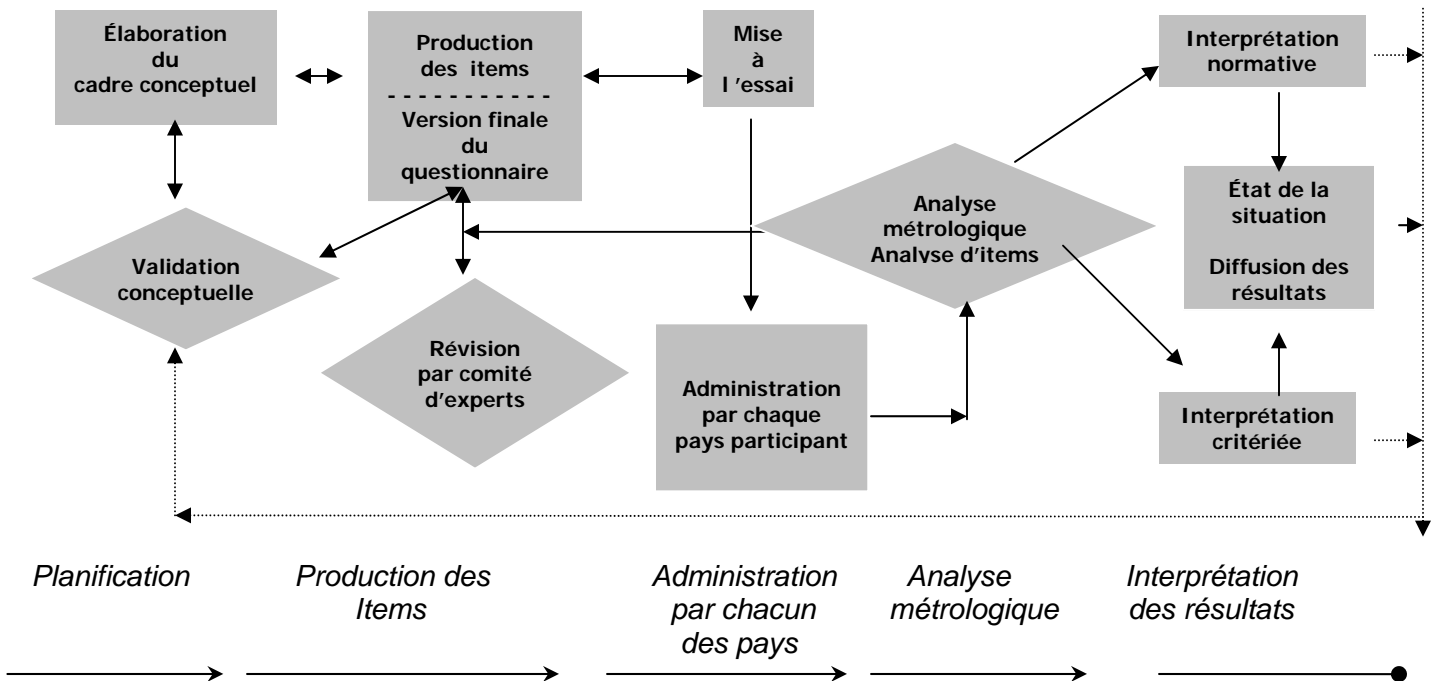 Élaboration
du
cadre conceptuel
Production
des items
- - - - - - - - - - - -
Version finale
du
questionnaire
Mise
à
l 'essai
Interprétation
normative
Validation
conceptuelle
Révision
par comité
d'experts
Administration
par chaque
pays participant
Analyse
métrologique
Analyse d'items
État de la
situation
Diffusion des
résultats
Interprétation
critériée
Planification
Production des
Items
Administration
par chacun
des pays
Analyse
métrologique
Interprétation
des résultats